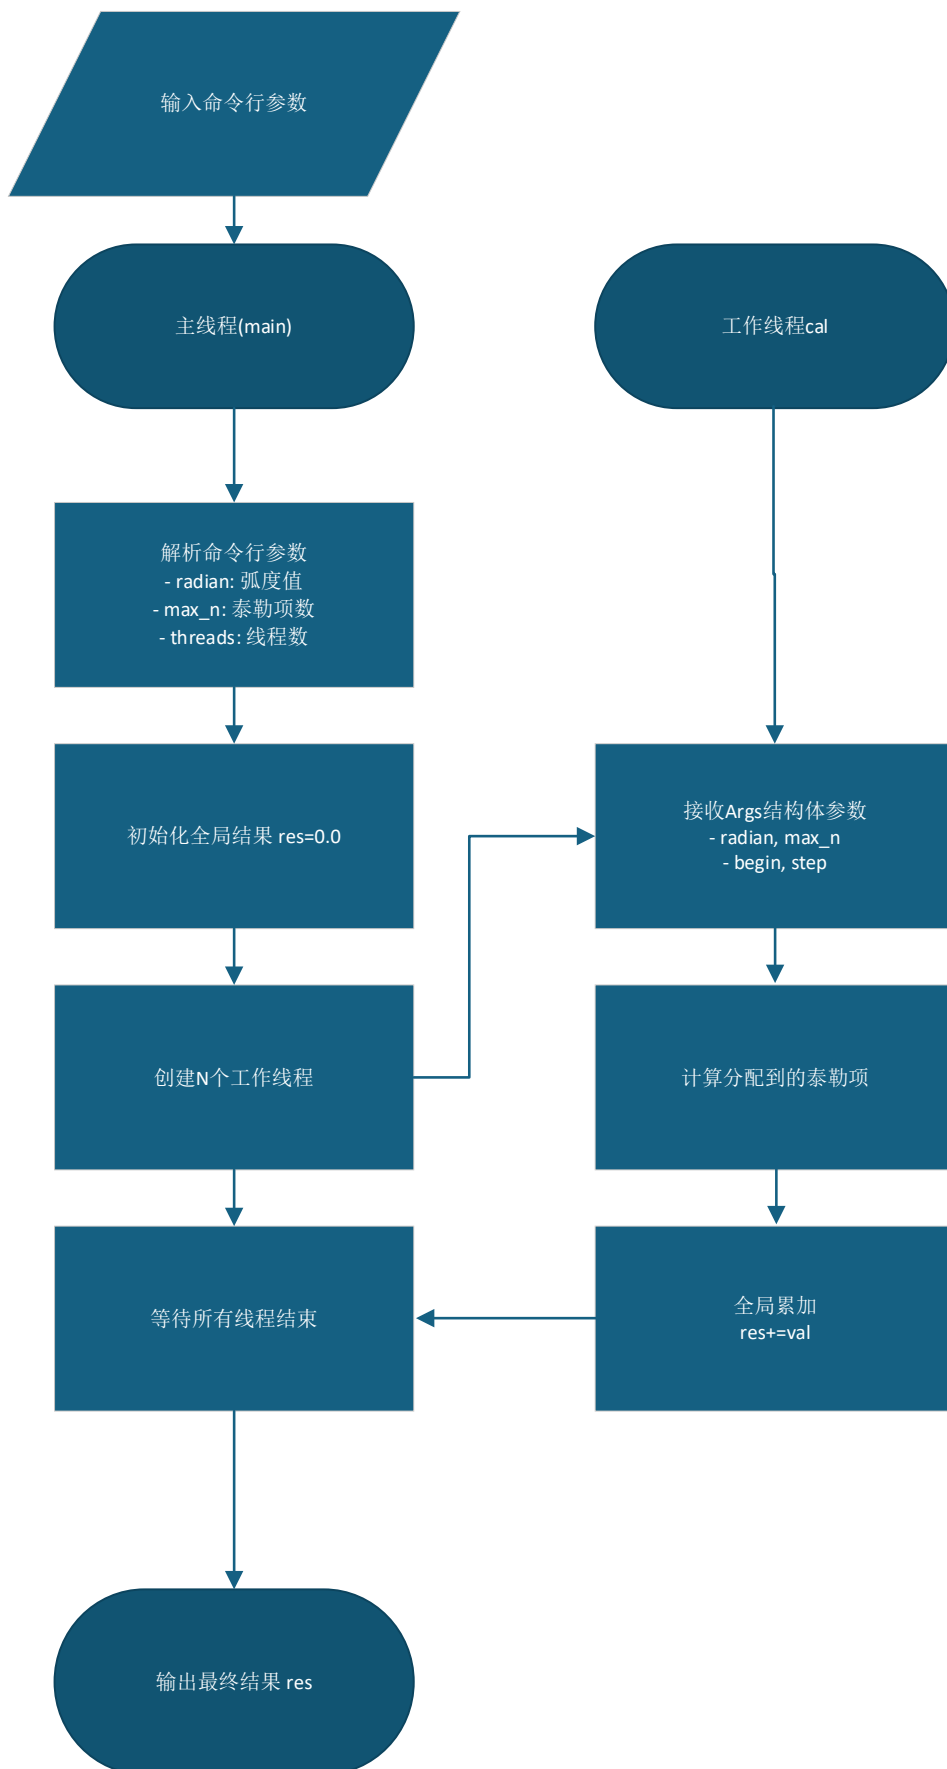 输入命令行参数
主线程(main)
工作线程cal
解析命令行参数
- radian: 弧度值
- max_n: 泰勒项数
- threads: 线程数
初始化全局结果 res=0.0
接收Args结构体参数
- radian, max_n
- begin, step
创建N个工作线程
计算分配到的泰勒项
等待所有线程结束
全局累加
res+=val
输出最终结果 res